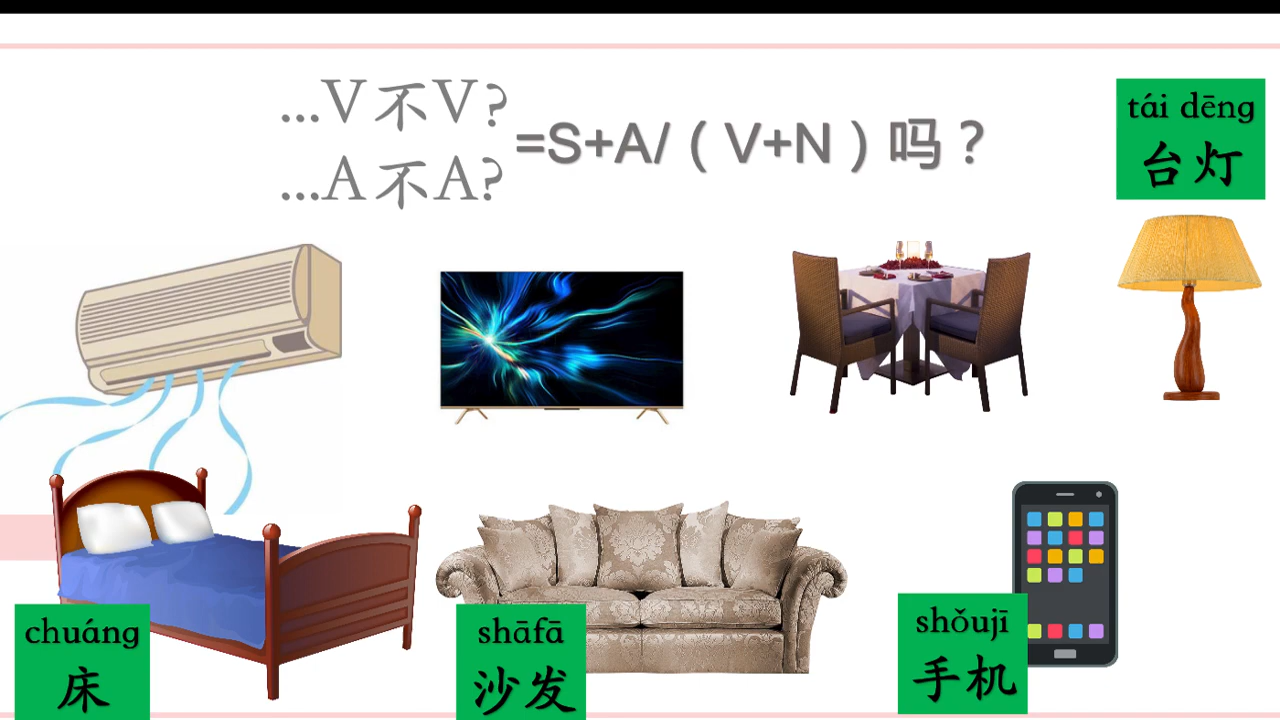 ...V不V?
...A不A?
=S+A/（V+N）吗？
tái dēng
台灯
chuáng
床
shāfā
沙发
shǒujī
手机